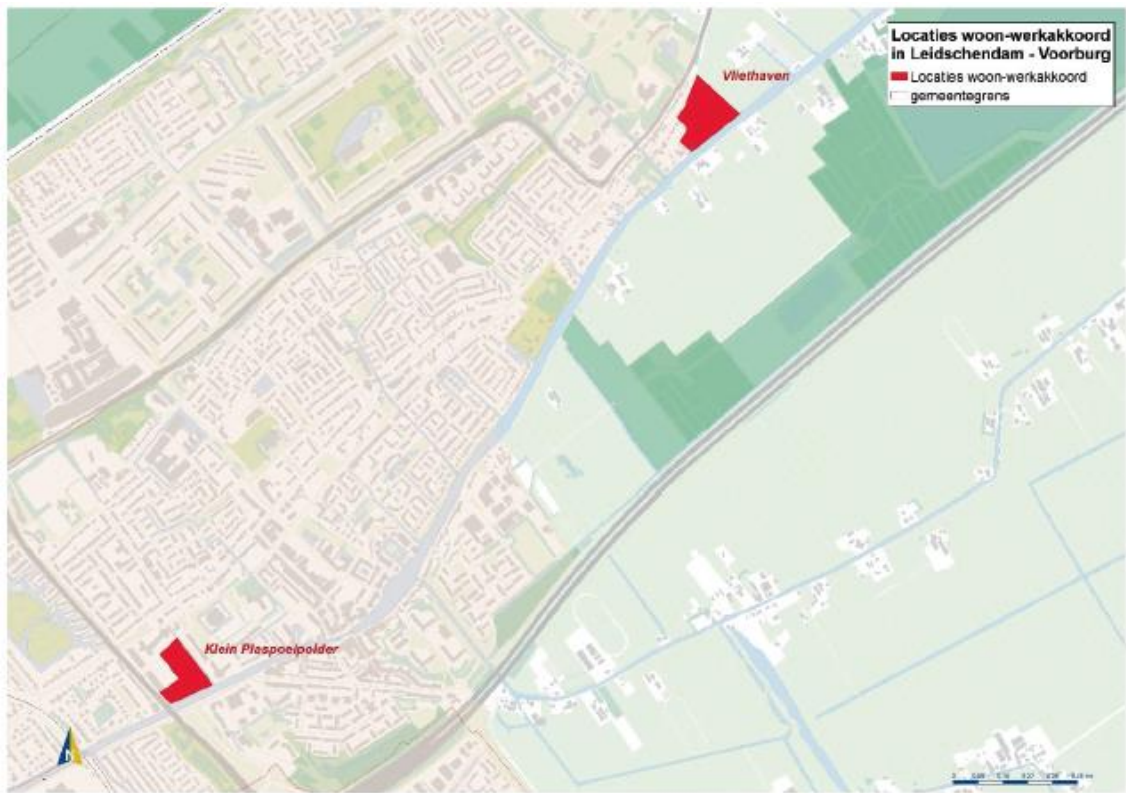 Locaties woon-werkakkoord
in Leidschendam - Voorburg
Locaties woon-werkakkoord
gemeentegrens
Vliethaven
Klein Plaspoelpolder
N